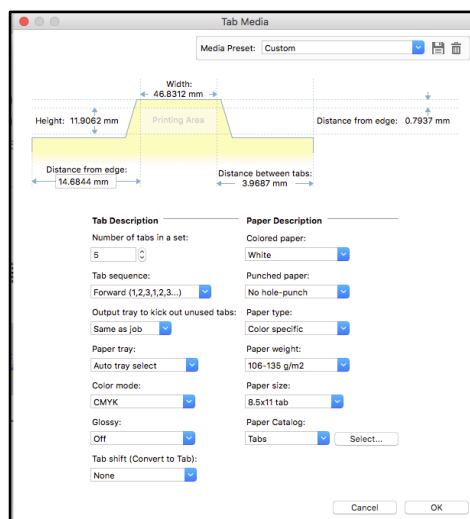 Tab Media
Media Preset: Custom
Width:
46.8312 mm
Height: 11.9062 mm
Printing Area
Distance from edge: 0.7937 mm
Distance from edge:
14.6844 mm
Distance between tabs:
3.9687 mm
Tab Description
Number of tabs in a set:
5
Tab sequence:
Forward (1,2,3,1,2,3...)
Output tray to kick out unused tabs:
Same as job
Paper tray:
Auto tray select
Color mode:
CMYK
Glossy:
Off
Tab shift (Convert to Tab):
None
Paper Description
Colored paper:
White
Punched paper:
No hole-punch
Paper type:
Color specific
Paper weight:
106-135 g/m2
Paper size:
8.5x11 tab
Paper Catalog:
Tabs
Select...
Cancel
OK